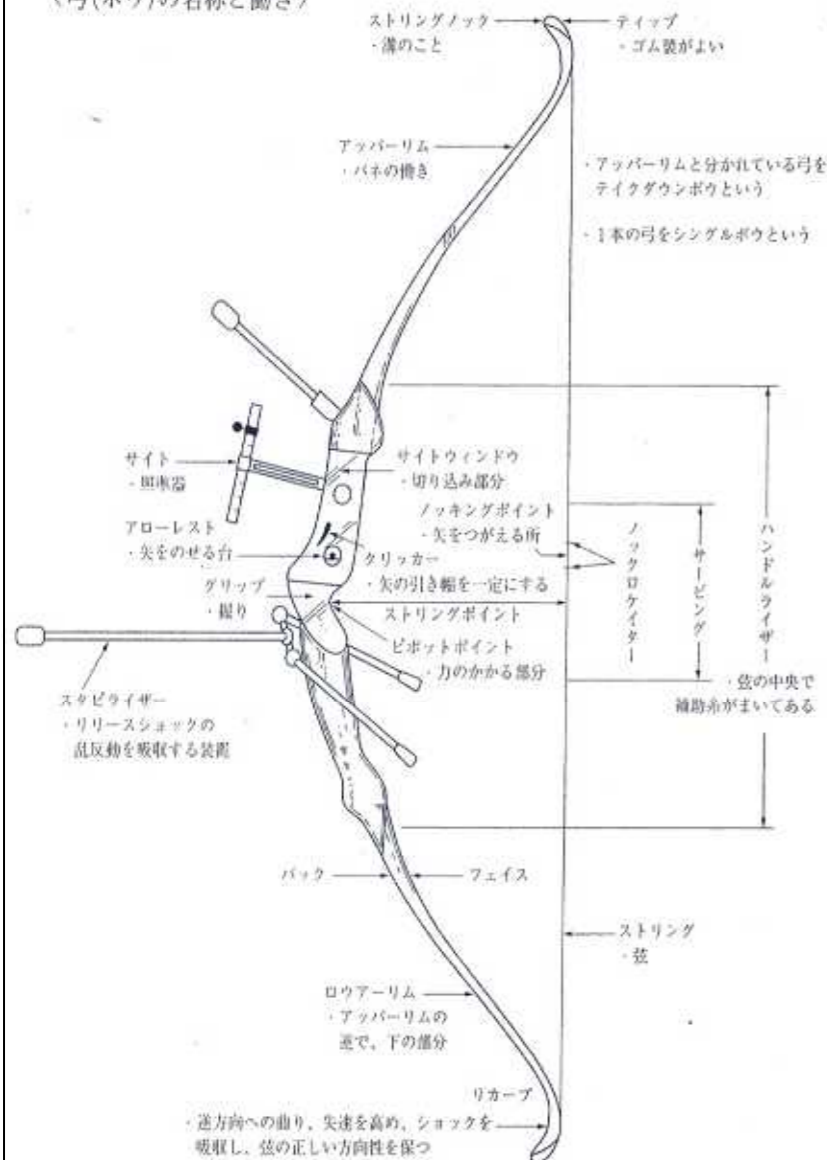 〈弓(ボウ)の名称と働き〉
ストリングノック
・溝のこと
ティップ
・ゴム製がよい
アッパーリム
・バネの働き
・アッパーリムと分かれている弓を
テイクダウンボウという
・1本の弓をシングルボウという
サイト
・照準器
サイトウィンドウ
・切り込み部分
ノッキングポイント
・矢をつがえる所
アローレスト
・矢をのせる台
クリッカー
・矢の引き幅を一定にする
グリップ
・握り
ストリングポイント
ピボットポイント
・力のかかる部分
ノックロケイター
サービング
ハンドルライザー
・弦の中央で
補助糸がまいてある
スタビライザー
・リリースショックの
乱反動を吸収する装置
バック
フェイス
ストリング
・弦
ロウアーリム
・アッパーリムの
逆で、下の部分
リカーブ
・逆方向への曲り、矢速を高め、ショックを
吸収し、弦の正しい方向性を保つ